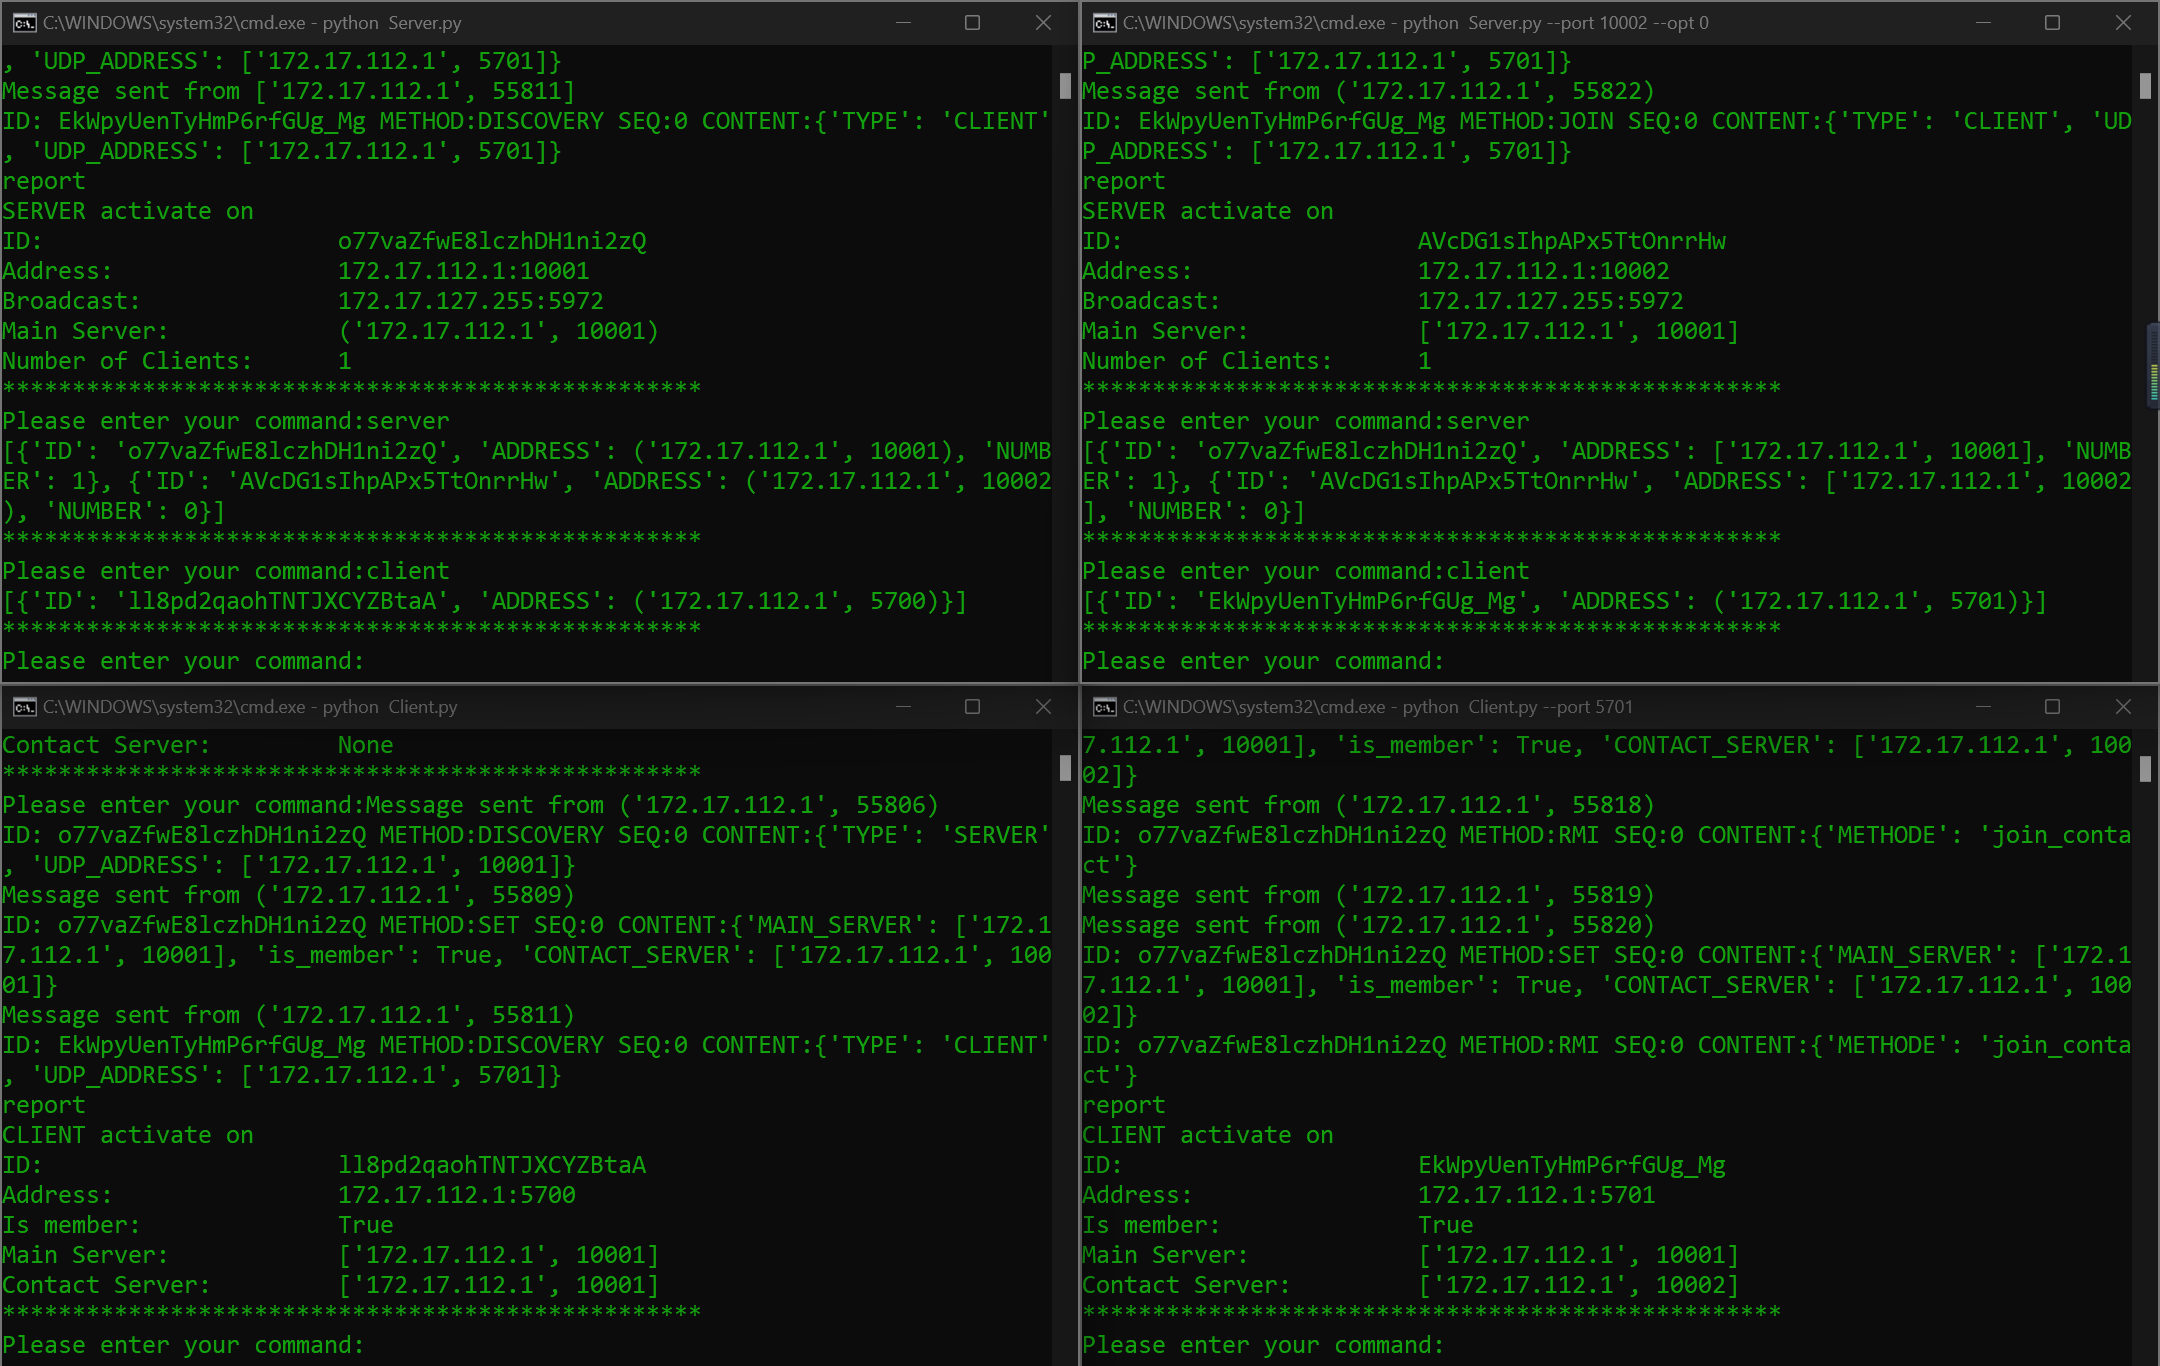 C:\WINDOWS\system32\cmd.exe - python  Server.py
, 'UDP_ADDRESS': ['172.17.112.1', 5701]}
Message sent from ['172.17.112.1', 55811]
ID: EkWpyUenTyHmP6rfGUg_Mg METHOD:DISCOVERY SEQ:0 CONTENT:{'TYPE': 'CLIENT'
, 'UDP_ADDRESS': ['172.17.112.1', 5701]}
report
SERVER activate on
ID:                     o77vaZfwE8lczhDH1ni2zQ
Address:                172.17.112.1:10001
Broadcast:              172.17.127.255:5972
Main Server:            ('172.17.112.1', 10001)
Number of Clients:      1
**************************************************
Please enter your command:server
[{'ID': 'o77vaZfwE8lczhDH1ni2zQ', 'ADDRESS': ('172.17.112.1', 10001), 'NUMB
ER': 1}, {'ID': 'AVcDG1sIhpAPx5TtOnrrHw', 'ADDRESS': ('172.17.112.1', 10002
), 'NUMBER': 0}]
**************************************************
Please enter your command:client
[{'ID': 'll8pd2qaohTNTJXCYZBtaA', 'ADDRESS': ('172.17.112.1', 5700)}]
**************************************************
Please enter your command:
C:\WINDOWS\system32\cmd.exe - python  Server.py --port 10002 --opt 0
P_ADDRESS': ['172.17.112.1', 5701]}
Message sent from ('172.17.112.1', 55822)
ID: EkWpyUenTyHmP6rfGUg_Mg METHOD:JOIN SEQ:0 CONTENT:{'TYPE': 'CLIENT', 'UD
P_ADDRESS': ['172.17.112.1', 5701]}
report
SERVER activate on
ID:                     AVcDG1sIhpAPx5TtOnrrHw
Address:                172.17.112.1:10002
Broadcast:              172.17.127.255:5972
Main Server:            ['172.17.112.1', 10001]
Number of Clients:      1
**************************************************
Please enter your command:server
[{'ID': 'o77vaZfwE8lczhDH1ni2zQ', 'ADDRESS': ['172.17.112.1', 10001], 'NUMB
ER': 1}, {'ID': 'AVcDG1sIhpAPx5TtOnrrHw', 'ADDRESS': ['172.17.112.1', 10002
], 'NUMBER': 0}]
**************************************************
Please enter your command:client
[{'ID': 'EkWpyUenTyHmP6rfGUg_Mg', 'ADDRESS': ('172.17.112.1', 5701)}]
**************************************************
Please enter your command:
C:\WINDOWS\system32\cmd.exe - python  Client.py
Contact Server:         None
**************************************************
Please enter your command:Message sent from ('172.17.112.1', 55806)
ID: o77vaZfwE8lczhDH1ni2zQ METHOD:DISCOVERY SEQ:0 CONTENT:{'TYPE': 'SERVER'
, 'UDP_ADDRESS': ['172.17.112.1', 10001]}
Message sent from ('172.17.112.1', 55809)
ID: o77vaZfwE8lczhDH1ni2zQ METHOD:SET SEQ:0 CONTENT:{'MAIN_SERVER': ['172.1
7.112.1', 10001], 'is_member': True, 'CONTACT_SERVER': ['172.17.112.1', 100
01]}
Message sent from ('172.17.112.1', 55811)
ID: EkWpyUenTyHmP6rfGUg_Mg METHOD:DISCOVERY SEQ:0 CONTENT:{'TYPE': 'CLIENT'
, 'UDP_ADDRESS': ['172.17.112.1', 5701]}
report
CLIENT activate on
ID:                     ll8pd2qaohTNTJXCYZBtaA
Address:                172.17.112.1:5700
Is member:              True
Main Server:            ['172.17.112.1', 10001]
Contact Server:         ['172.17.112.1', 10001]
**************************************************
Please enter your command:
C:\WINDOWS\system32\cmd.exe - python  Client.py --port 5701
7.112.1', 10001], 'is_member': True, 'CONTACT_SERVER': ['172.17.112.1', 100
02]}
Message sent from ('172.17.112.1', 55818)
ID: o77vaZfwE8lczhDH1ni2zQ METHOD:RMI SEQ:0 CONTENT:{'METHODE': 'join_conta
ct'}
Message sent from ('172.17.112.1', 55819)
Message sent from ('172.17.112.1', 55820)
ID: o77vaZfwE8lczhDH1ni2zQ METHOD:SET SEQ:0 CONTENT:{'MAIN_SERVER': ['172.1
7.112.1', 10001], 'is_member': True, 'CONTACT_SERVER': ['172.17.112.1', 100
02]}
ID: o77vaZfwE8lczhDH1ni2zQ METHOD:RMI SEQ:0 CONTENT:{'METHODE': 'join_conta
ct'}
report
CLIENT activate on
ID:                     EkWpyUenTyHmP6rfGUg_Mg
Address:                172.17.112.1:5701
Is member:              True
Main Server:            ['172.17.112.1', 10001]
Contact Server:         ['172.17.112.1', 10002]
**************************************************
Please enter your command: